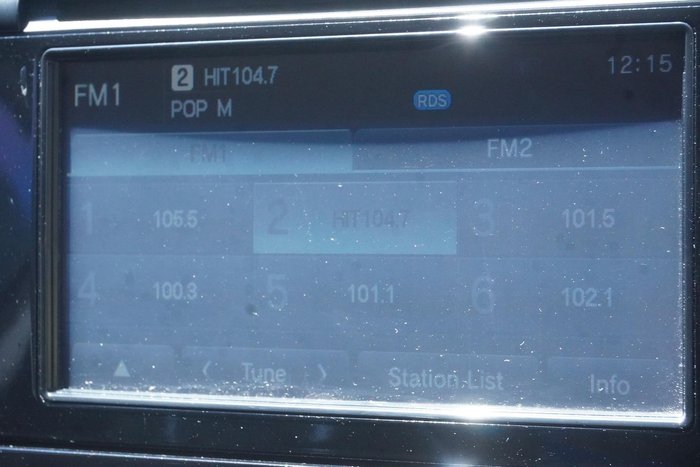 FM1 2 HIT104.7 12:15
POP M RDS
FM1 FM2
1 105.5 2 HIT104.7 3 101.5
4 100.3 5 101.1 6 102.1
Tune Station List Info